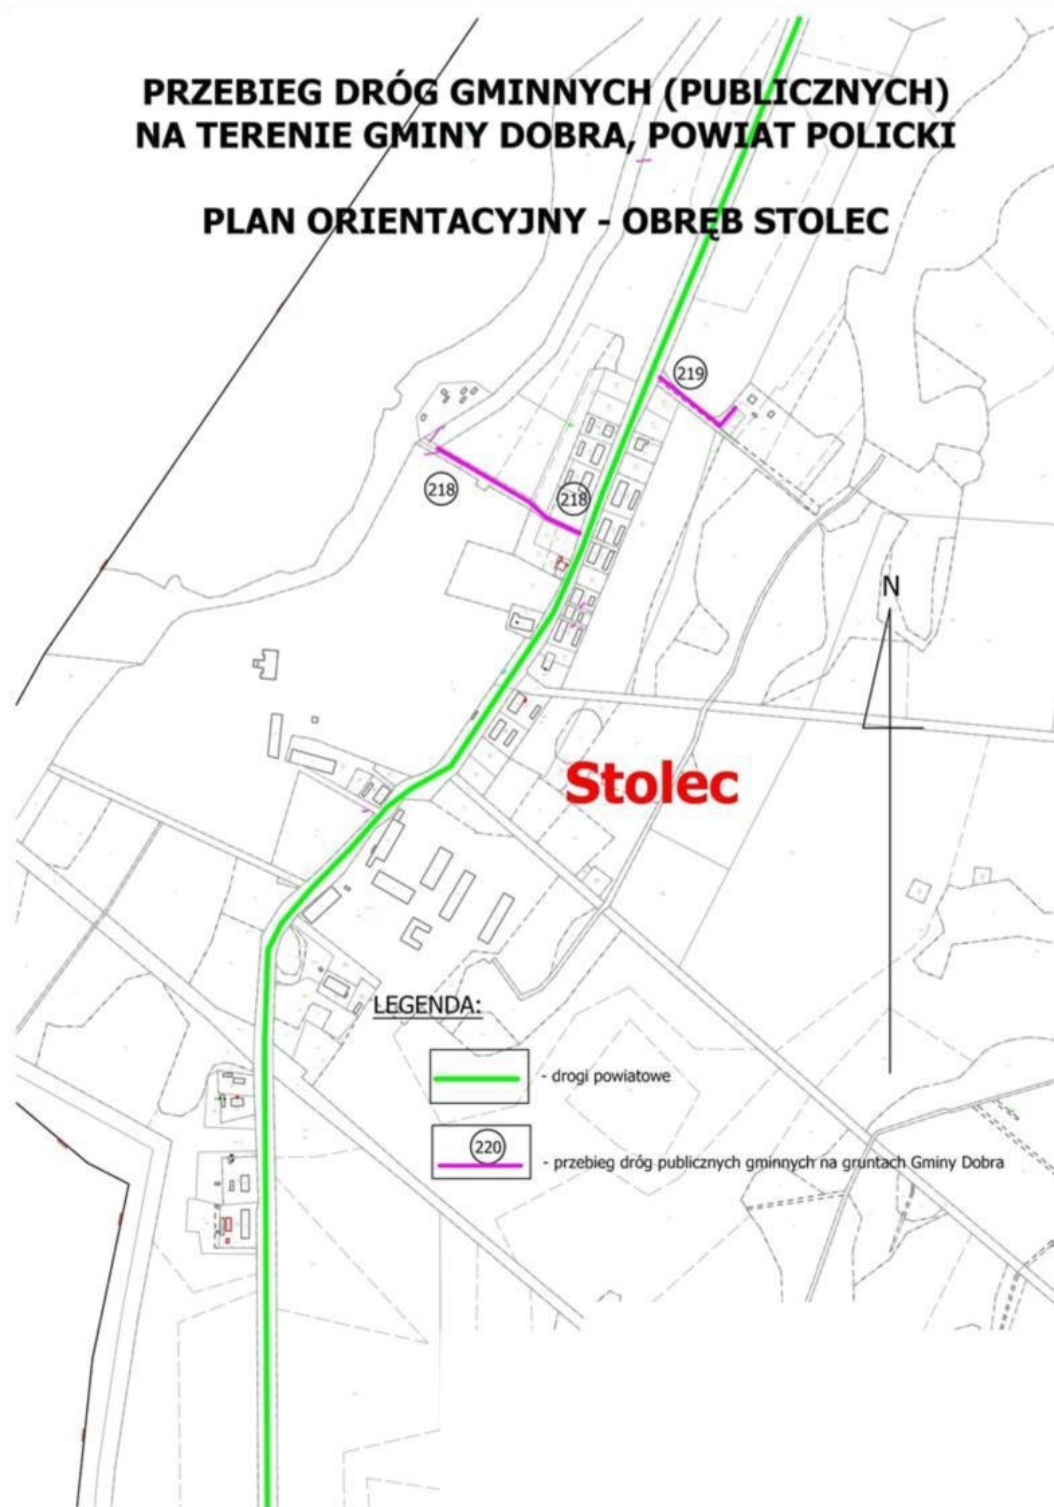 PRZEBIEG DRÓG GMINNYCH (PUBLICZNYCH)
NA TERENIE GMINY DOBRA, POWIAT POLICKI
PLAN ORIENTACYJNY - OBRĘB STOLEC
219
218
218
N
Stolec
LEGENDA:
- drogi powiatowe
220
- przebieg dróg publicznych gminnych na gruntach Gminy Dobra